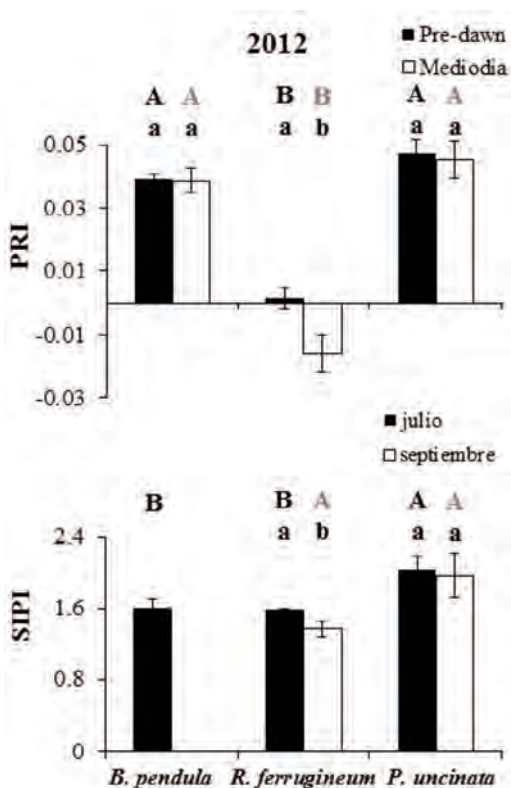 2012
Pre-dawn
Mediodia
A A B B A A
a a a b a a
PRI
0.05
0.03
0.01
-0.01
-0.03
julio
septiembre
B B A A A
a b a a
SIPI
2.4
1.6
0.8
0
B. pendula R. ferrugineum P. uncinata